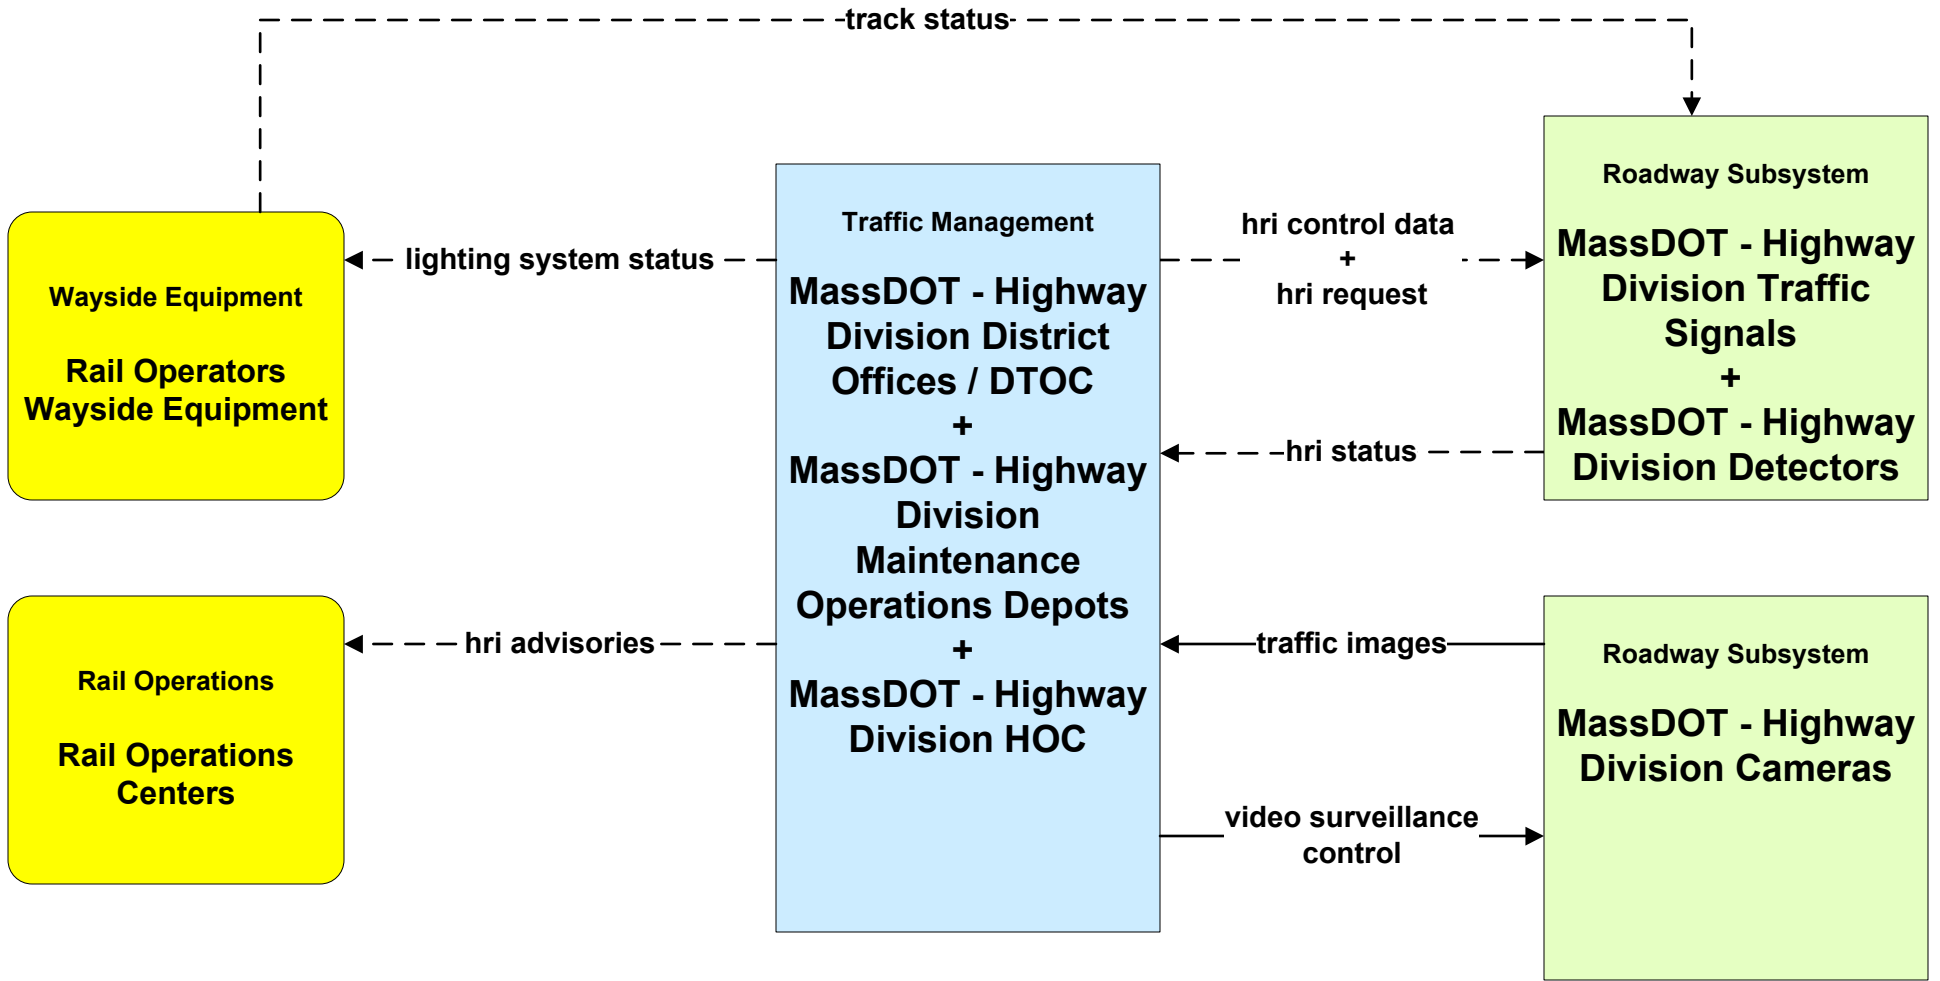 track status
Wayside Equipment
Rail Operators
Wayside Equipment
lighting system status
Rail Operations
Rail Operations
Centers
hri advisories
Traffic Management
MassDOT - Highway
Division District
Offices / DTOC
+
MassDOT - Highway
Division
Maintenance
Operations Depots
+
MassDOT - Highway
Division HOC
hri control data
+
hri request
hri status
traffic images
video surveillance
control
Roadway Subsystem
MassDOT - Highway
Division Traffic
Signals
+
MassDOT - Highway
Division Detectors
Roadway Subsystem
MassDOT - Highway
Division Cameras